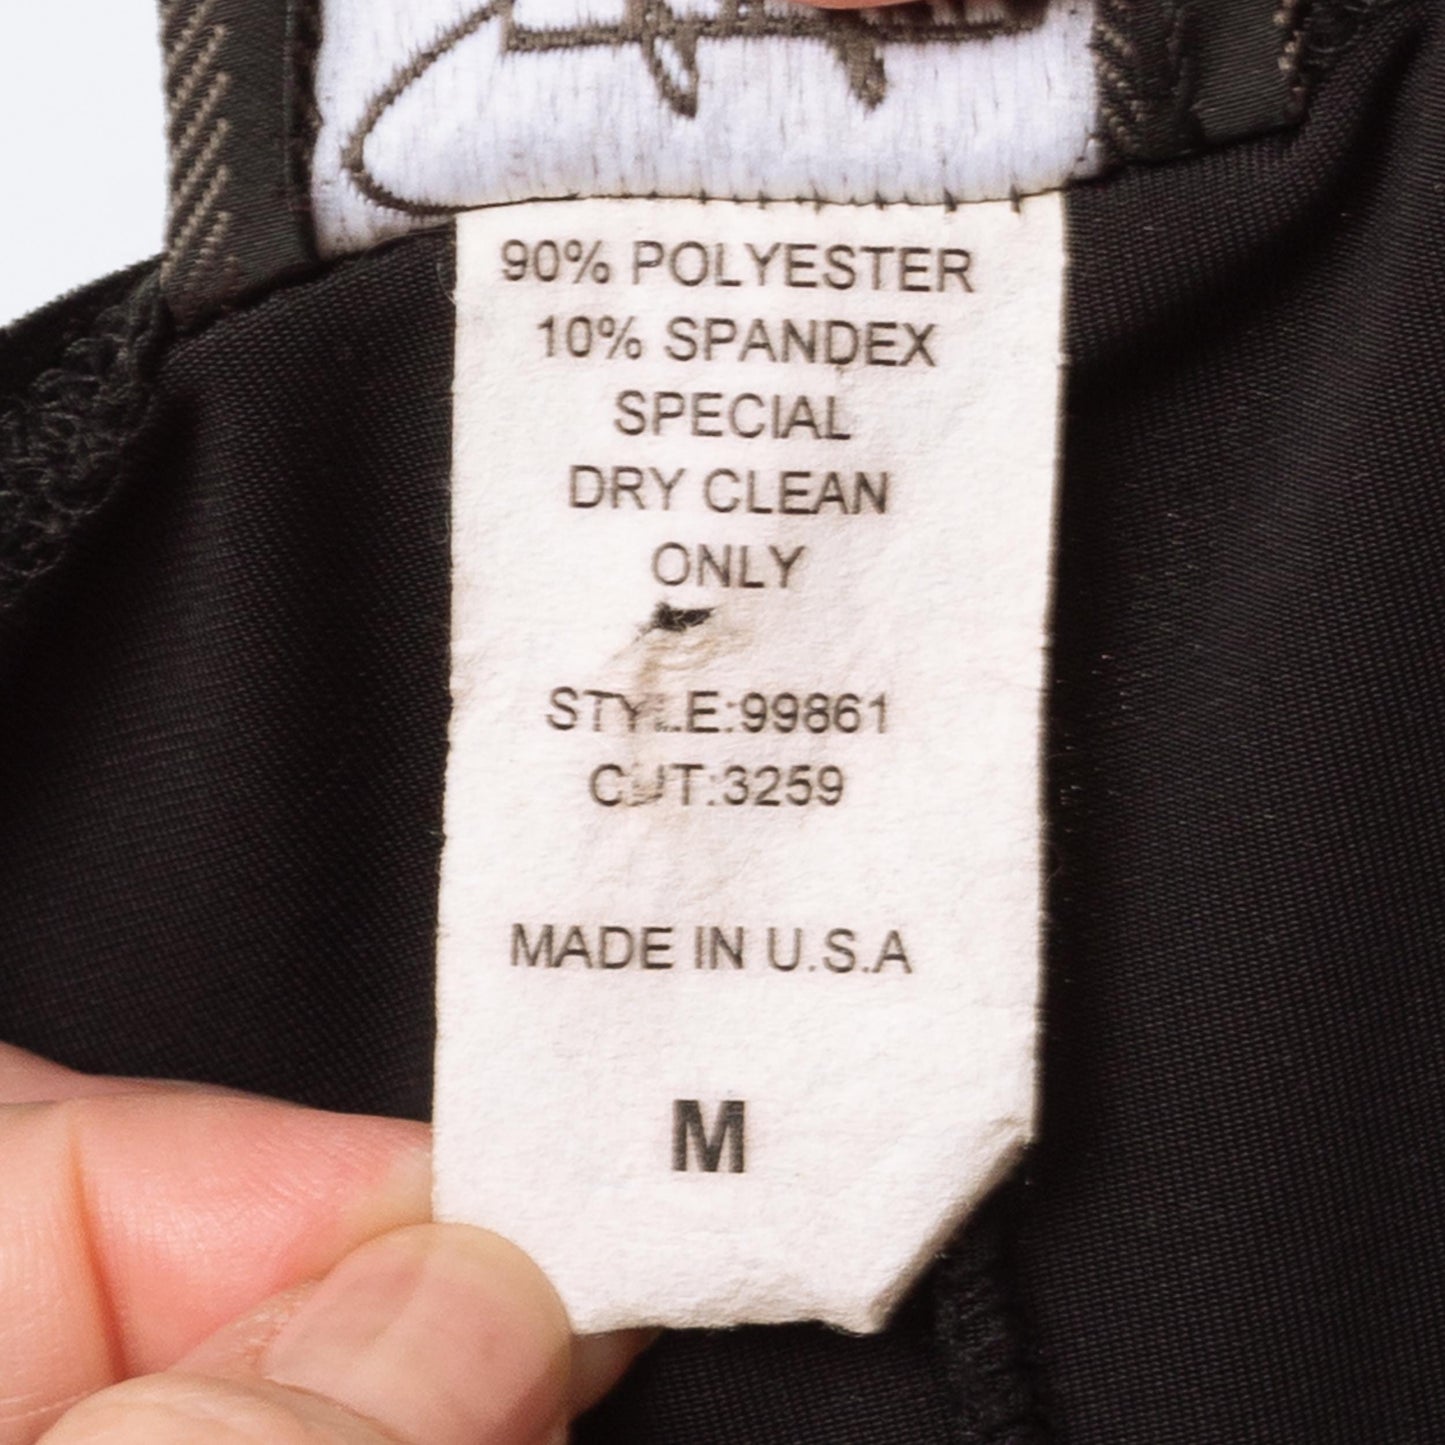 90% POLYESTER
10% SPANDEX
SPECIAL
DRY CLEAN
ONLY
STYLE:99861
CUT:3259
MADE IN U.S.A
M